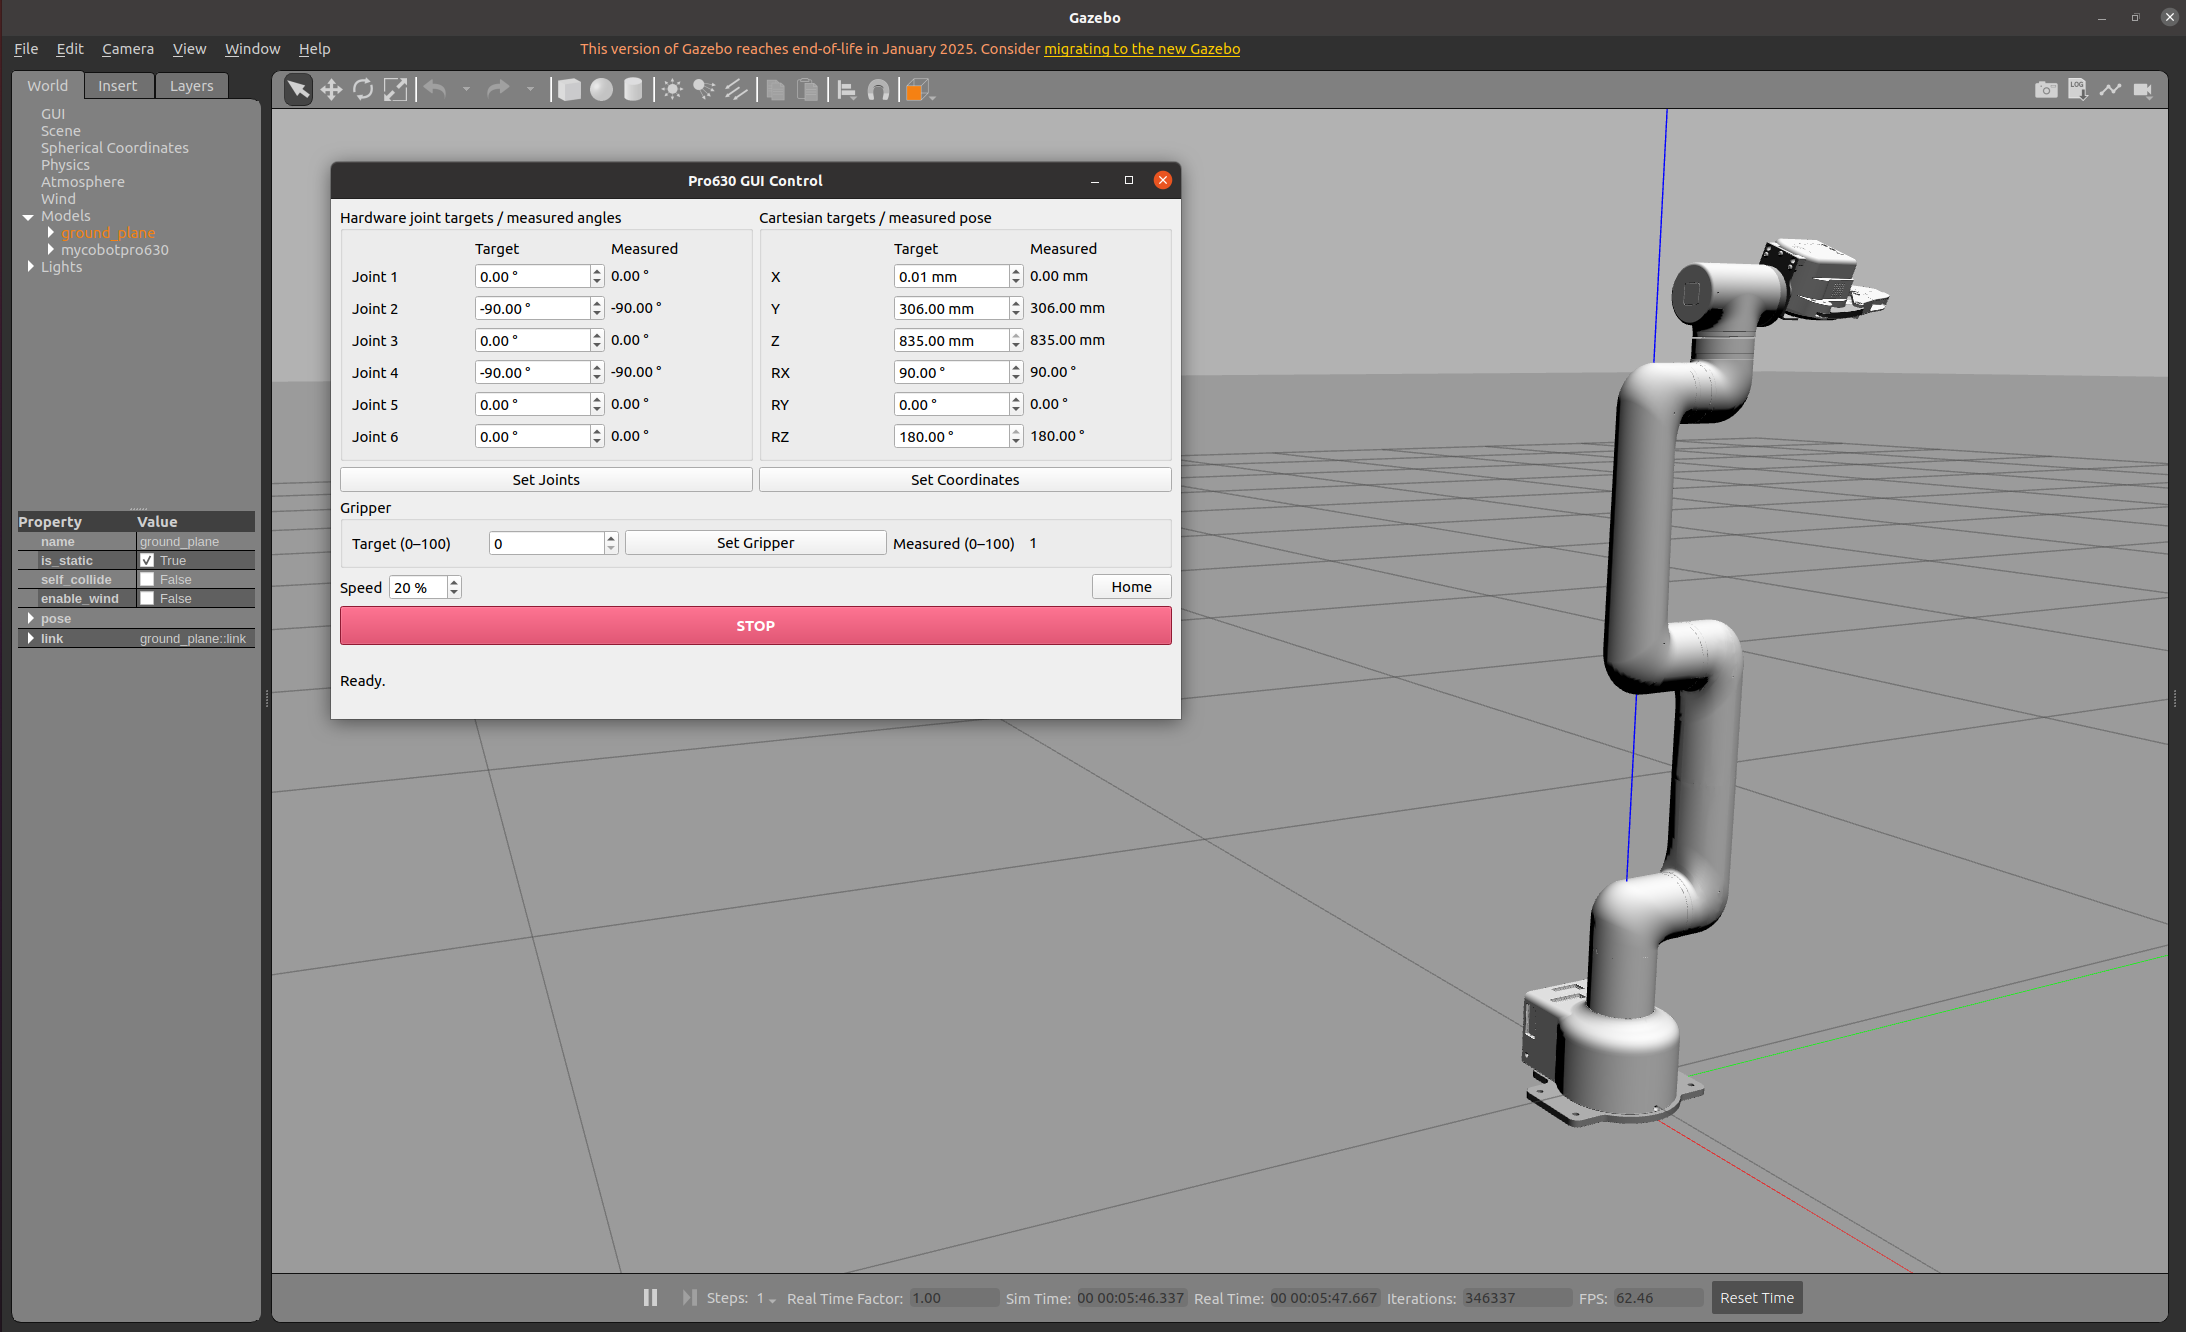 Gazebo
File Edit Camera View Window Help
This version of Gazebo reaches end-of-life in January 2025. Consider migrating to the new Gazebo
World Insert Layers
GUI
Scene
Spherical Coordinates
Physics
Atmosphere
Wind
Models
ground_plane
mycobotpro630
Lights
Property Value
name ground_plane
is_static True
self_collide False
enable_wind False
pose
link ground_plane::link
LOG
Pro630 GUI Control
Hardware joint targets / measured angles
Target Measured
Joint 1 0.00 ° 0.00 °
Joint 2 -90.00 ° -90.00 °
Joint 3 0.00 ° 0.00 °
Joint 4 -90.00 ° -90.00 °
Joint 5 0.00 ° 0.00 °
Joint 6 0.00 ° 0.00 °
Set Joints
Cartesian targets / measured pose
Target Measured
X 0.01 mm 0.00 mm
Y 306.00 mm 306.00 mm
Z 835.00 mm 835.00 mm
RX 90.00 ° 90.00 °
RY 0.00 ° 0.00 °
RZ 180.00 ° 180.00 °
Set Coordinates
Gripper
Target (0–100) 0 Set Gripper Measured (0–100) 1
Speed 20 % Home
STOP
Ready.
Steps: 1 Real Time Factor: 1.00 Sim Time: 00 00:05:46.337 Real Time: 00 00:05:47.667 Iterations: 346337 FPS: 62.46 Reset Time